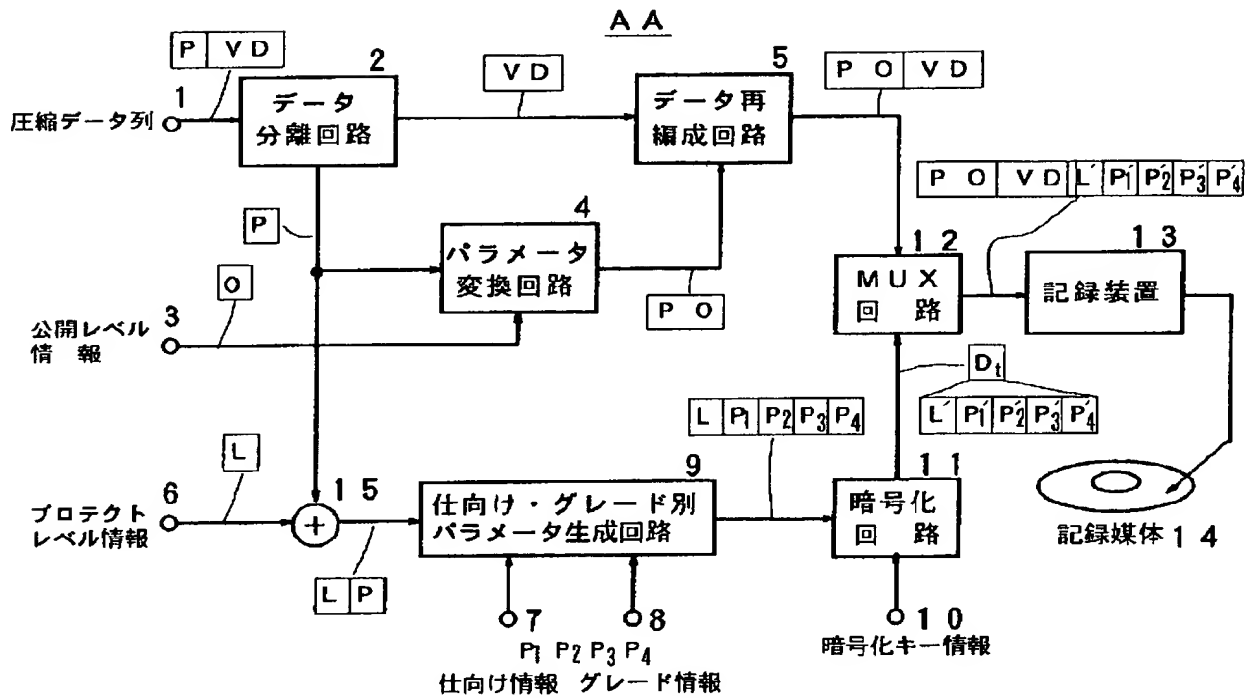 A A
P V D
1
圧縮データ列
2
データ
分離回路
V D
5
データ再
編成回路
P O V D
P
4
パラメータ
変換回路
P O
O
3
公開レベル
情 報
P O V D L' P1' P2' P3' P4'
1 2
M U X
回 路
1 3
記録装置
Dt
L' P1' P2' P3' P4'
L P1 P2 P3 P4
L
6
プロテクト
レベル情報
1 5
+
L P
9
仕向け・グレード別
パラメータ生成回路
1 1
暗号化
回 路
記録媒体 1 4
7
8
P1 P2 P3 P4
仕向け情報 グレード情報
1 0
暗号化キー情報